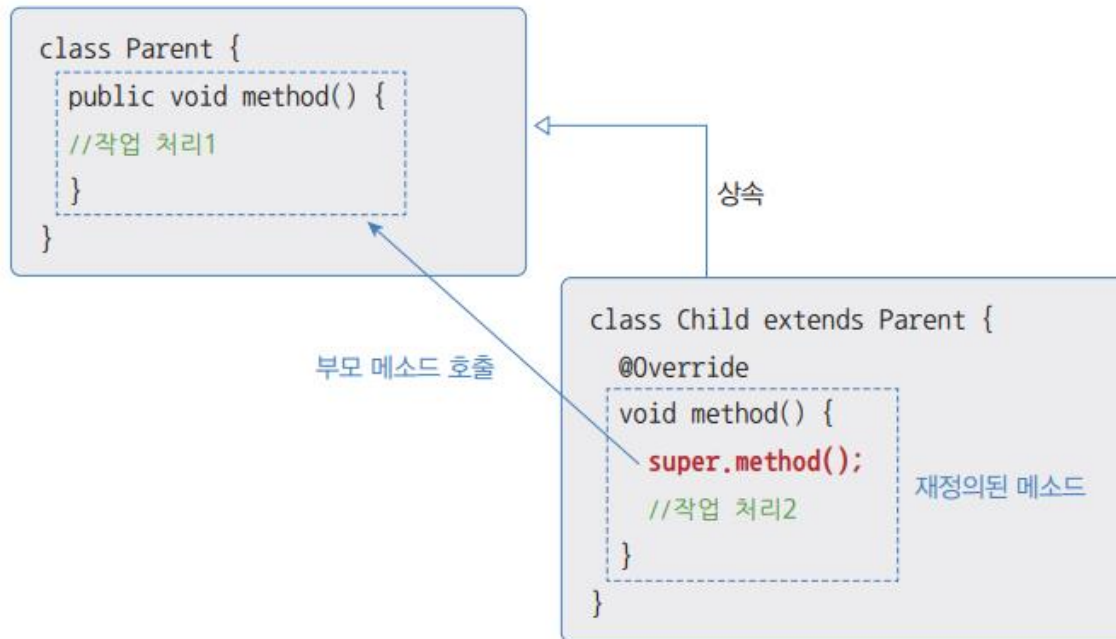 class Parent {
public void method() {
//작업 처리1
}
}
상속
부모 메소드 호출
class Child extends Parent {
@Override
void method() {
super.method();
//작업 처리2
}
}
재정의된 메소드